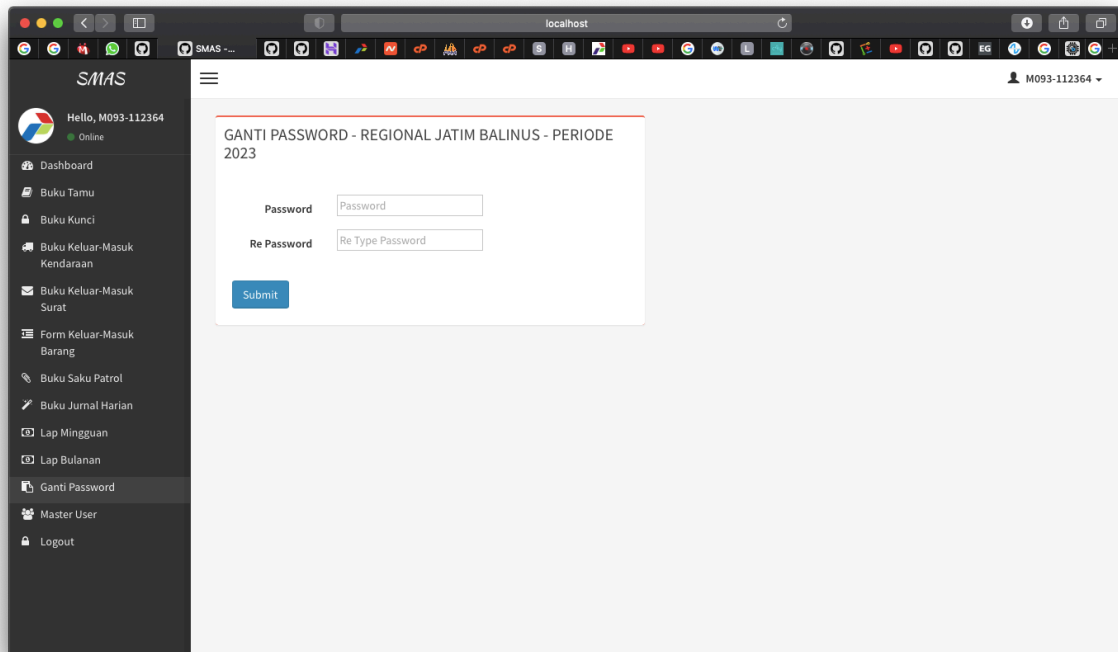 localhost
SMAS -...
EG
SMAS
M093-112364
Hello, M093-112364
Online
Dashboard
Buku Tamu
Buku Kunci
Buku Keluar-Masuk
Kendaraan
Buku Keluar-Masuk
Surat
Form Keluar-Masuk
Barang
Buku Saku Patrol
Buku Jurnal Harian
Lap Mingguan
Lap Bulanan
Ganti Password
Master User
Logout
GANTI PASSWORD - REGIONAL JATIM BALINUS - PERIODE
2023
Password
Password
Re Password
Re Type Password
Submit